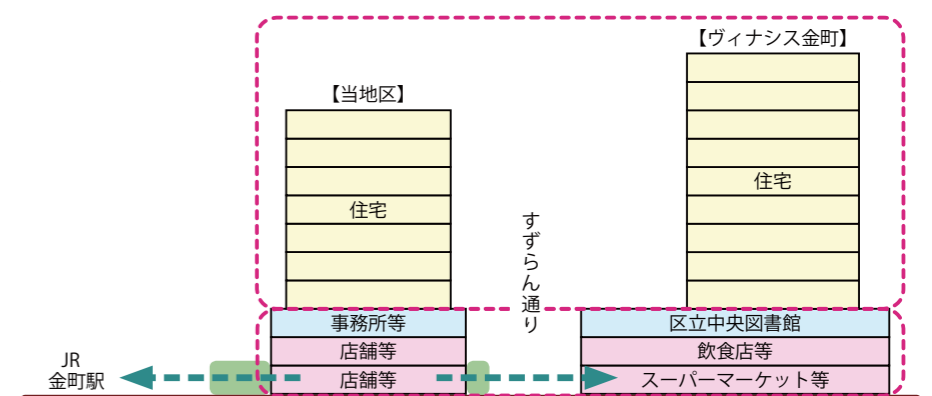 【ヴィナシス金町】
【当地区】
住宅
住宅
すずらん通り
事務所等
区立中央図書館
店舗等
飲食店等
JR
金町駅
店舗等
スーパーマーケット等